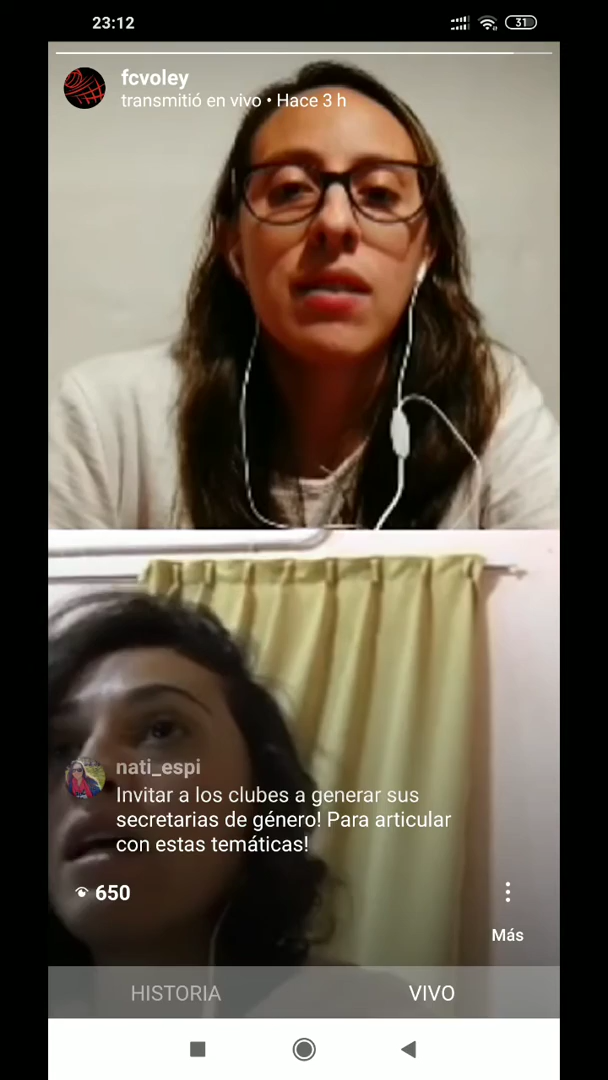 23:12
31
fcvoley
transmitió en vivo • Hace 3 h
nati_espi
Invitar a los clubes a generar sus
secretarias de género! Para articular
con estas temáticas!
650
Más
HISTORIA
VIVO